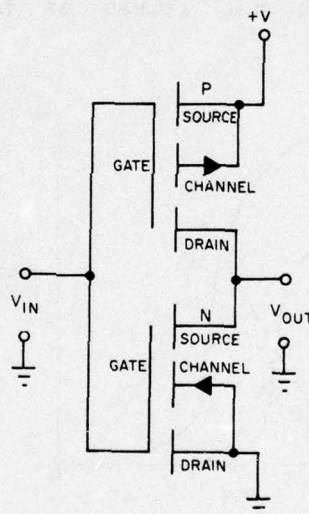 +V
P
SOURCE
GATE
CHANNEL
DRAIN
VIN
N
SOURCE
VOUT
GATE
CHANNEL
DRAIN